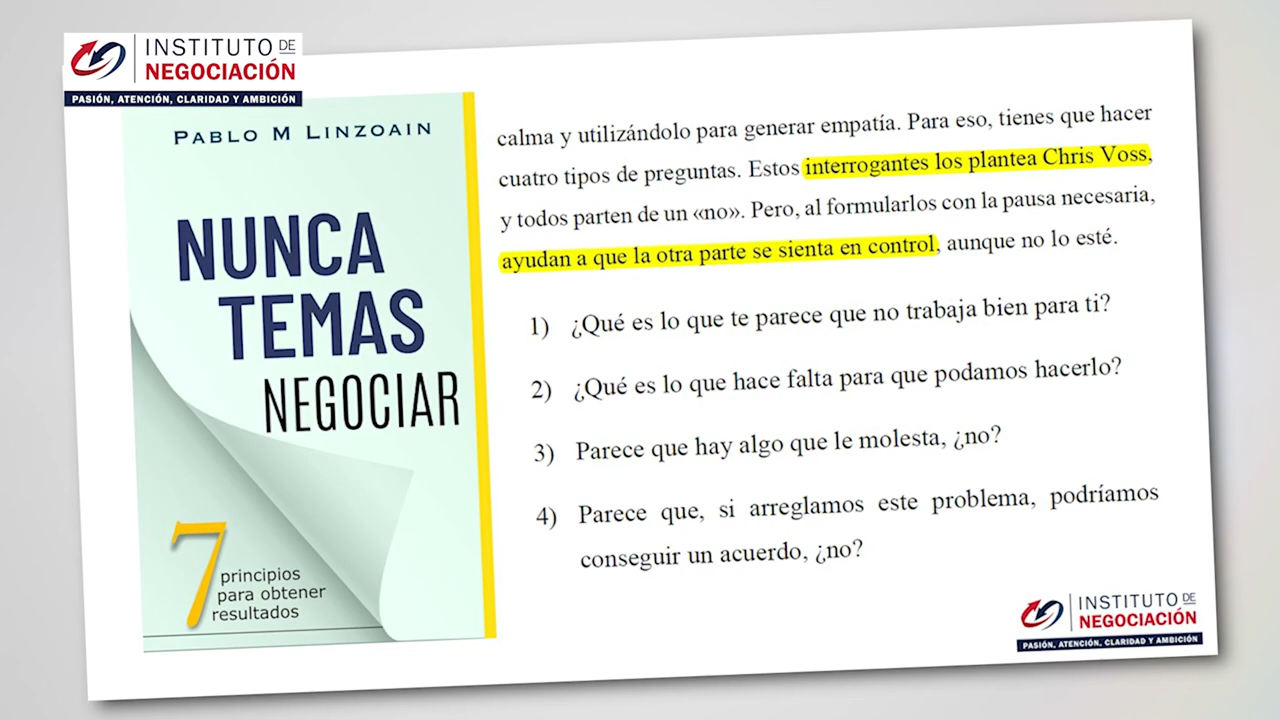 INSTITUTO DE
NEGOCIACIÓN
PASIÓN, ATENCIÓN, CLARIDAD Y AMBICIÓN
PABLO M LINZOAIN
NUNCA
TEMAS
NEGOCIAR
7
principios
para obtener
resultados
calma y utilizándolo para generar empatía. Para eso, tienes que hacer
cuatro tipos de preguntas. Estos interrogantes los plantea Chris Voss,
y todos parten de un «no». Pero, al formularlos con la pausa necesaria,
ayudan a que la otra parte se sienta en control, aunque no lo esté.
1) ¿Qué es lo que te parece que no trabaja bien para ti?
2) ¿Qué es lo que hace falta para que podamos hacerlo?
3) Parece que hay algo que le molesta, ¿no?
4) Parece que, si arreglamos este problema, podríamos
conseguir un acuerdo, ¿no?
INSTITUTO DE
NEGOCIACIÓN
PASIÓN, ATENCIÓN, CLARIDAD Y AMBICIÓN